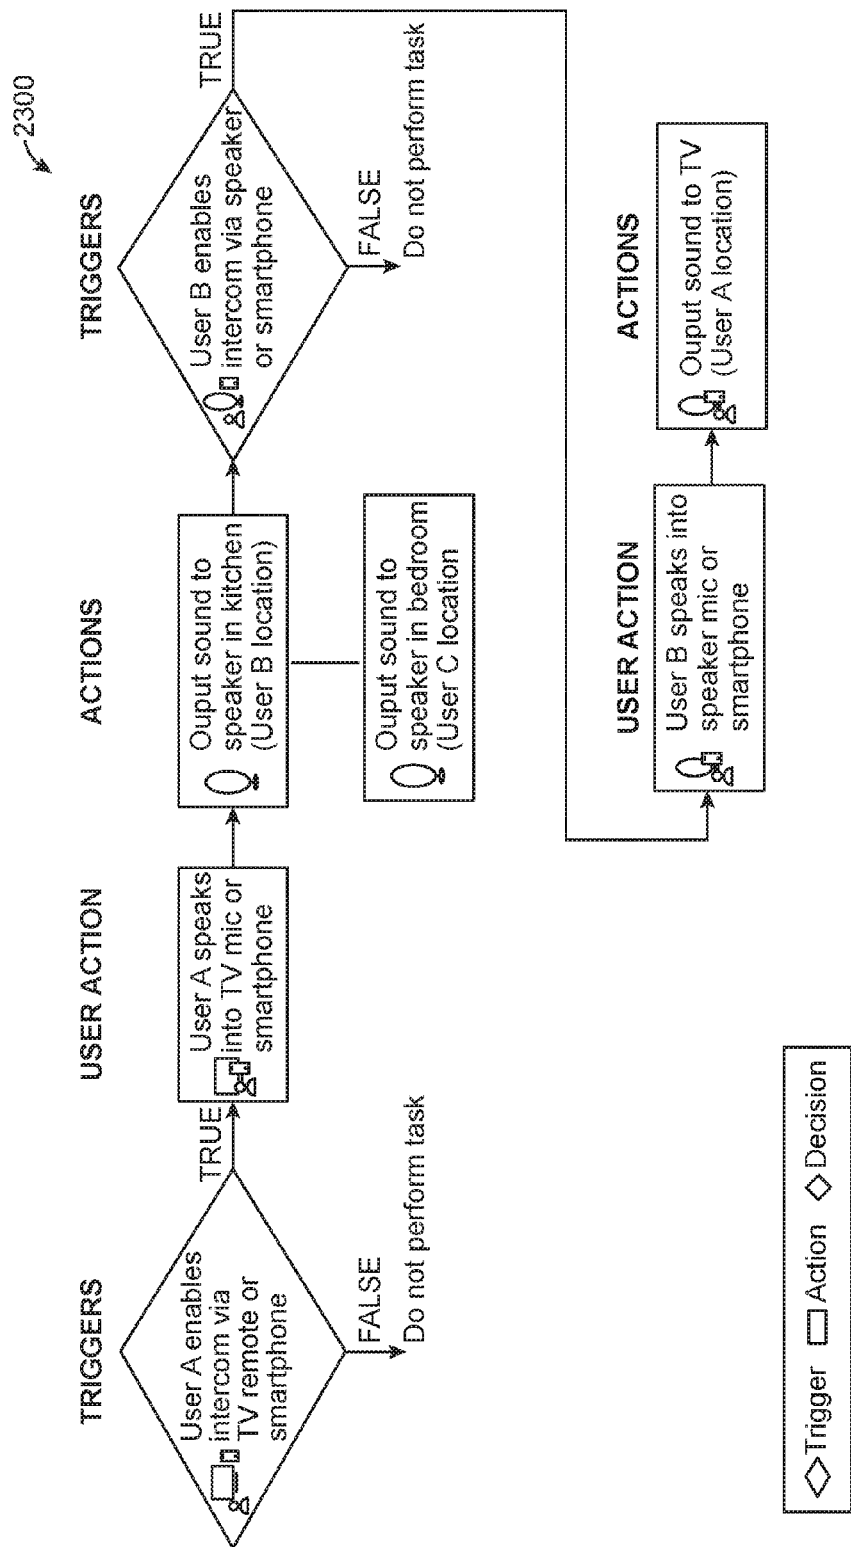 2300
TRIGGERS
User A enables
intercom via
TV remote or
smartphone
TRUE
FALSE
Do not perform task
USER ACTION
User A speaks
into TV mic or
smartphone
ACTIONS
Ouput sound to
speaker in kitchen
(User B location)
Ouput sound to
speaker in bedroom
(User C location
TRIGGERS
User B enables
intercom via speaker
or smartphone
TRUE
FALSE
Do not perform task
USER ACTION
User B speaks into
speaker mic or
smartphone
ACTIONS
Ouput sound to TV
(User A location)
Trigger Action Decision